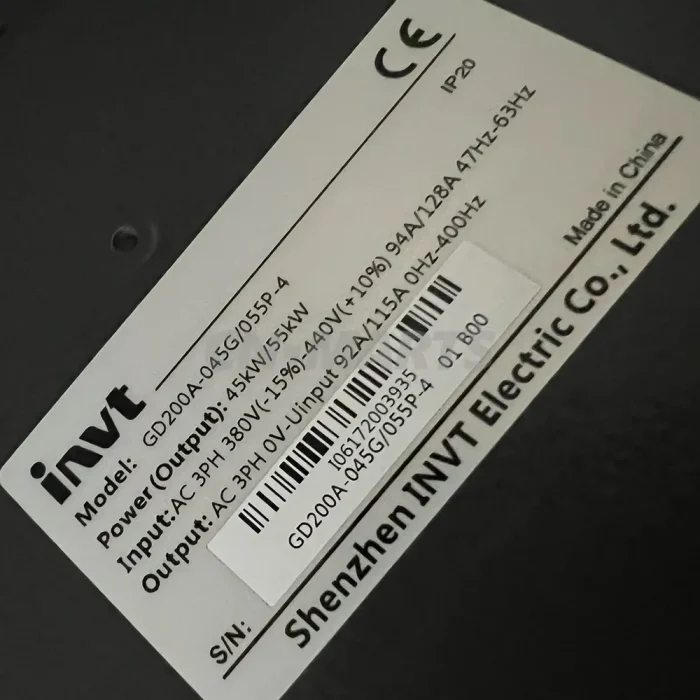 CE
IP20
invt
Model: GD200A-045G/055P-4
Power(Output): 45kW/55kW
Input:AC 3PH 380V(-15%)-440V(+10%) 94A/128A 47Hz-63Hz
Output: AC 3PH 0V-Uinput 92A/115A 0Hz-400Hz
I06172003935
GD200A-045G/055P-4 01 B00
S/N:
Made in China
Shenzhen INVT Electric Co., Ltd.